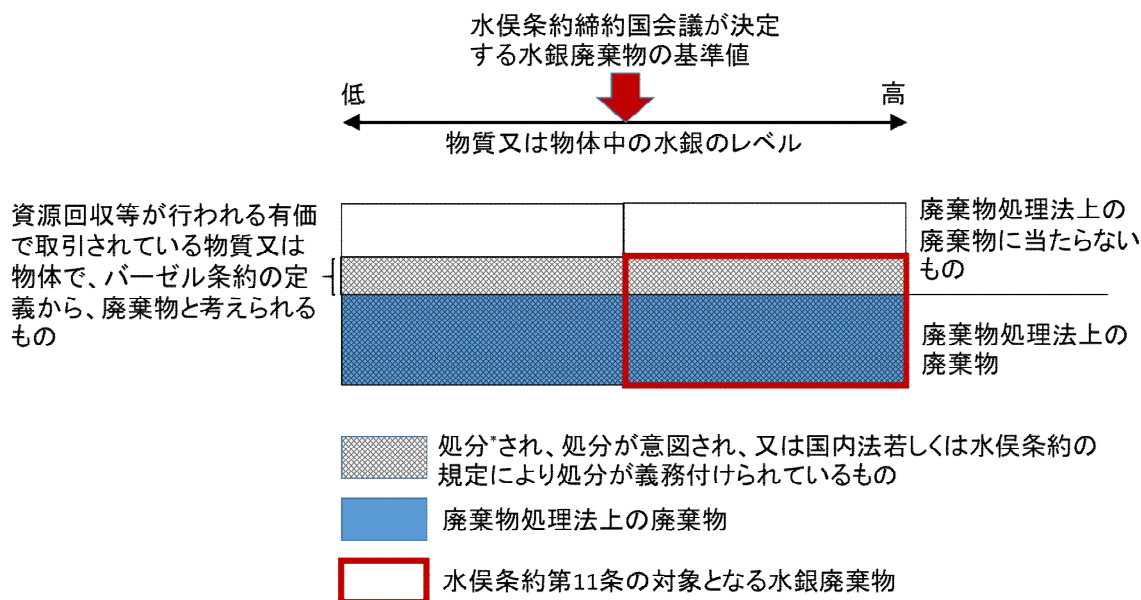 水俣条約締約国会議が決定
する水銀廃棄物の基準値
低
高
物質又は物体中の水銀のレベル
資源回収等が行われる有価
で取引されている物質又は
物体で、バーゼル条約の定
義から、廃棄物と考えられる
もの
廃棄物処理法上の
廃棄物に当たらない
もの
廃棄物処理法上の
廃棄物
処分*され、処分が意図され、又は国内法若しくは水俣条約の
規定により処分が義務付けられているもの
廃棄物処理法上の廃棄物
水俣条約第11条の対象となる水銀廃棄物